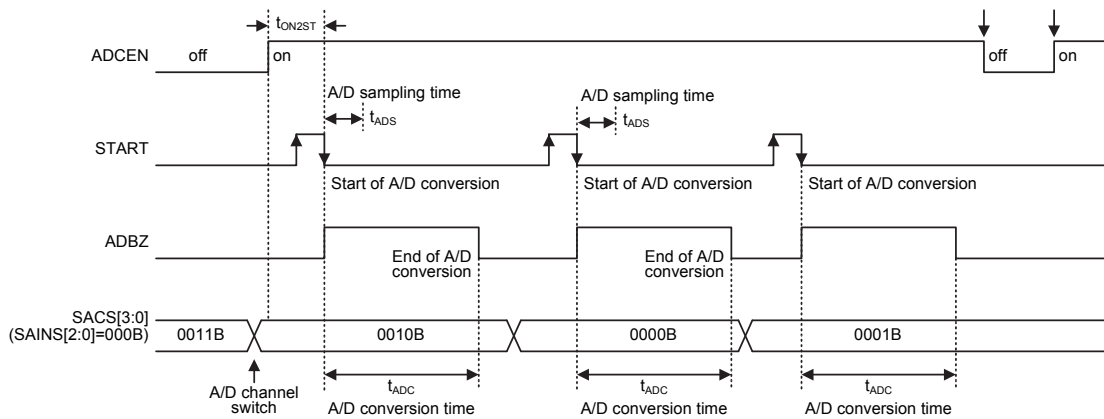 tON2ST
ADCEN
off
on
off
on
A/D sampling time
A/D sampling time
tADS
tADS
START
Start of A/D conversion
Start of A/D conversion
Start of A/D conversion
ADBZ
End of A/D
conversion
End of A/D
conversion
SACS[3:0]
(SAINS[2:0]=000B)
0011B
0010B
0000B
0001B
A/D channel
switch
tADC
A/D conversion time
tADC
A/D conversion time
tADC
A/D conversion time